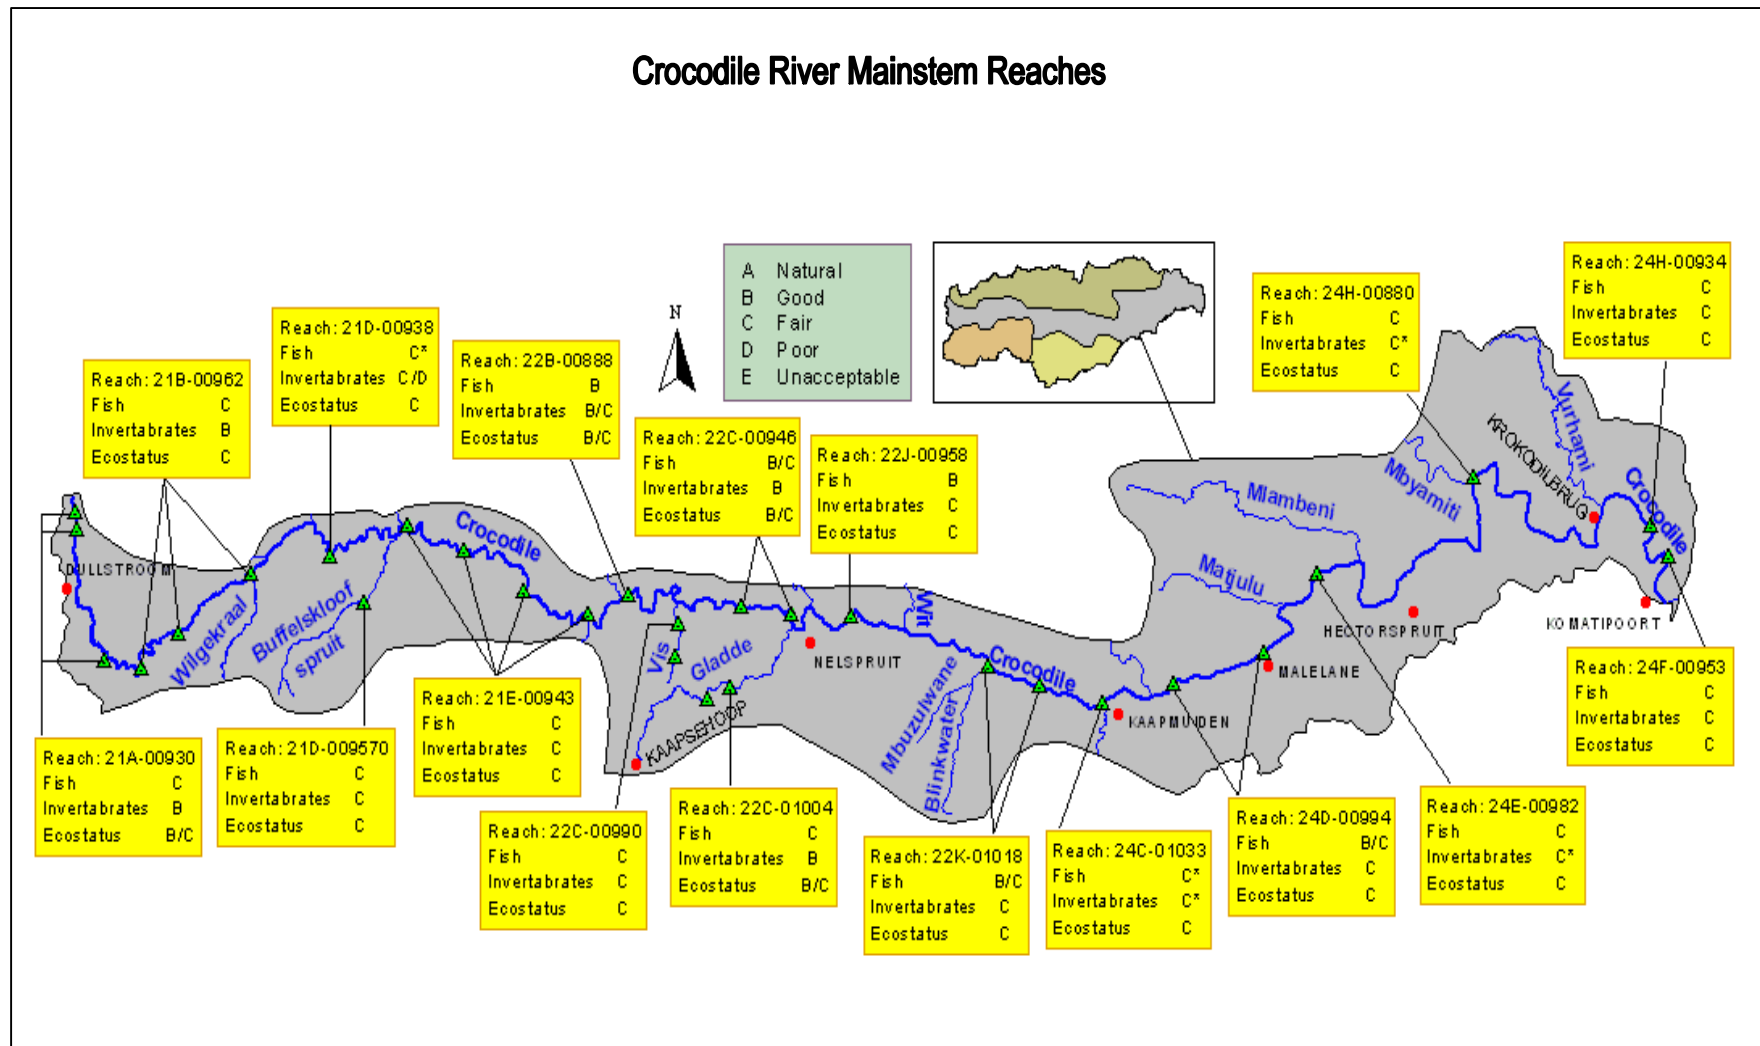 Crocodile River Mainstem Reaches
A Natural
B Good
C Fair
D Poor
E Unacceptable
N
Reach: 24H-00934
Fish C
Invertabrates C
Ecostatus C
Reach: 24H-00880
Fish C
Invertabrates C*
Ecostatus C
Reach: 21D-00938
Fish C*
Invertabrates C/D
Ecostatus C
Reach: 22B-00888
Fish B
Invertabrates B/C
Ecostatus B/C
Reach: 21B-00962
Fish C
Invertabrates B
Ecostatus C
Reach: 22C-00946
Fish B/C
Invertabrates B
Ecostatus B/C
Reach: 22J-00958
Fish B
Invertabrates C
Ecostatus C
DULLSTROOM
Wilgekraal
Buffelskloof
spruit
Crocodile
Vis
Gladde
KAAPSEHOOP
NELSPRUIT
Wit
Mbuzulwane
Blinkwater
Crocodile
KAAPMUIDEN
Mlambeni
Matjulu
MALELANE
HECTORSPRUIT
Mbyamiti
KROKODILBRUG
Vurhami
Crocodile
KOMATIPOORT
Reach: 21A-00930
Fish C
Invertabrates B
Ecostatus B/C
Reach: 21D-009570
Fish C
Invertabrates C
Ecostatus C
Reach: 21E-00943
Fish C
Invertabrates C
Ecostatus C
Reach: 22C-00990
Fish C
Invertabrates C
Ecostatus C
Reach: 22C-01004
Fish C
Invertabrates B
Ecostatus B/C
Reach: 22K-01018
Fish B/C
Invertabrates C
Ecostatus C
Reach: 24C-01033
Fish C*
Invertabrates C*
Ecostatus C
Reach: 24D-00994
Fish B/C
Invertabrates C
Ecostatus C
Reach: 24E-00982
Fish C
Invertabrates C*
Ecostatus C
Reach: 24F-00953
Fish C
Invertabrates C
Ecostatus C